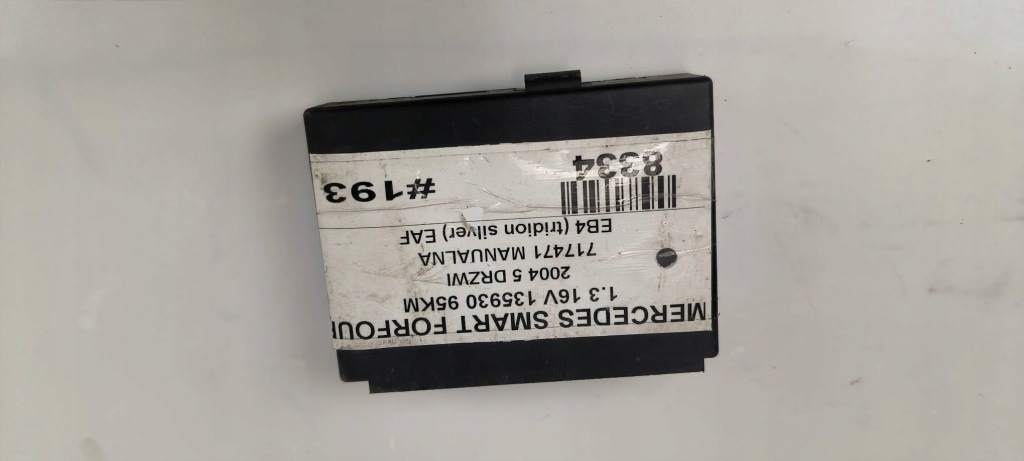 MERCEDES SMART FORFOUR
1.3 16V 135930 95KM
2004 5 DRZWI
717471 MANUALNA
EB4 (tridion silver) EAF
8334
#193